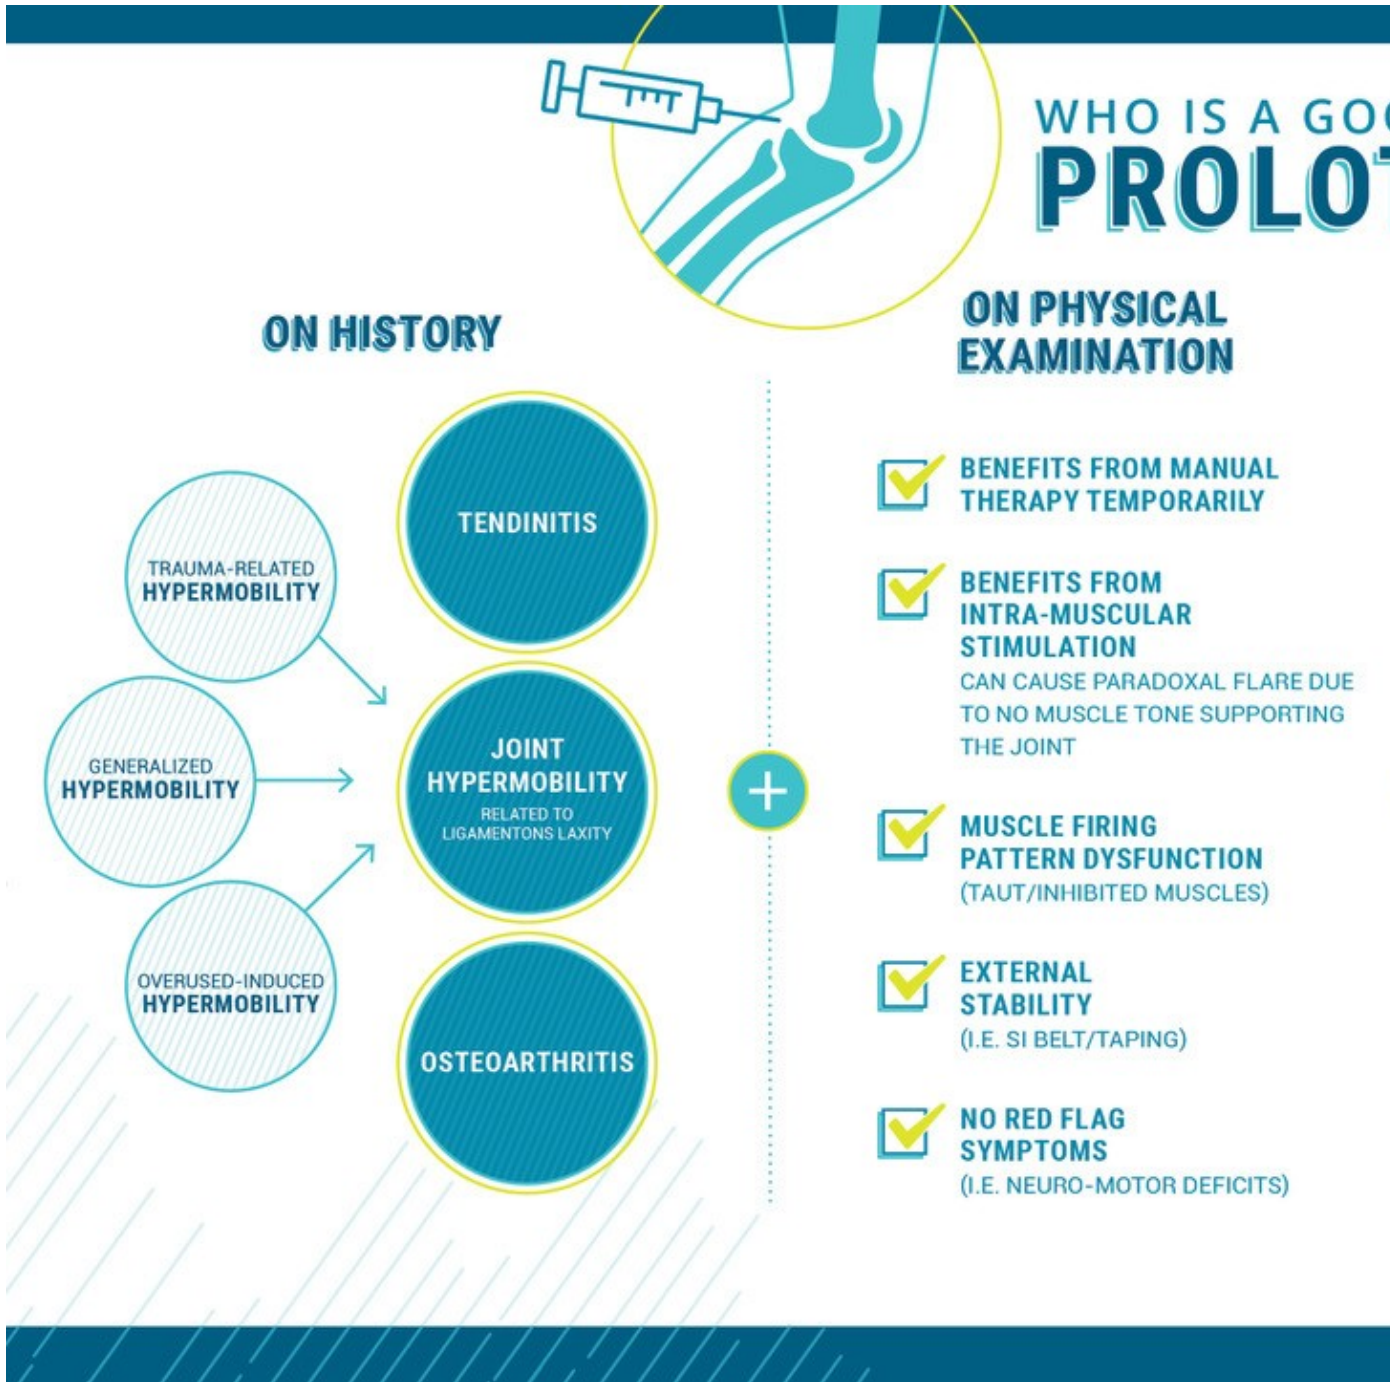 WHO IS A
PROLO
ON HISTORY
TRAUMA-RELATED
HYPERMOBILITY
GENERALIZED
HYPERMOBILITY
OVERUSED-INDUCED
HYPERMOBILITY
TENDINITIS
JOINT
HYPERMOBILITY
RELATED TO
LIGAMENTONS LAXITY
OSTEOARTHRITIS
+
ON PHYSICAL
EXAMINATION
BENEFITS FROM MANUAL
THERAPY TEMPORARILY
BENEFITS FROM
INTRA-MUSCULAR
STIMULATION
CAN CAUSE PARADOXAL FLARE DUE
TO NO MUSCLE TONE SUPPORTING
THE JOINT
MUSCLE FIRING
PATTERN DYSFUNCTION
(TAUT/INHIBITED MUSCLES)
EXTERNAL
STABILITY
(I.E. SI BELT/TAPING)
NO RED FLAG
SYMPTOMS
(I.E. NEURO-MOTOR DEFICITS)